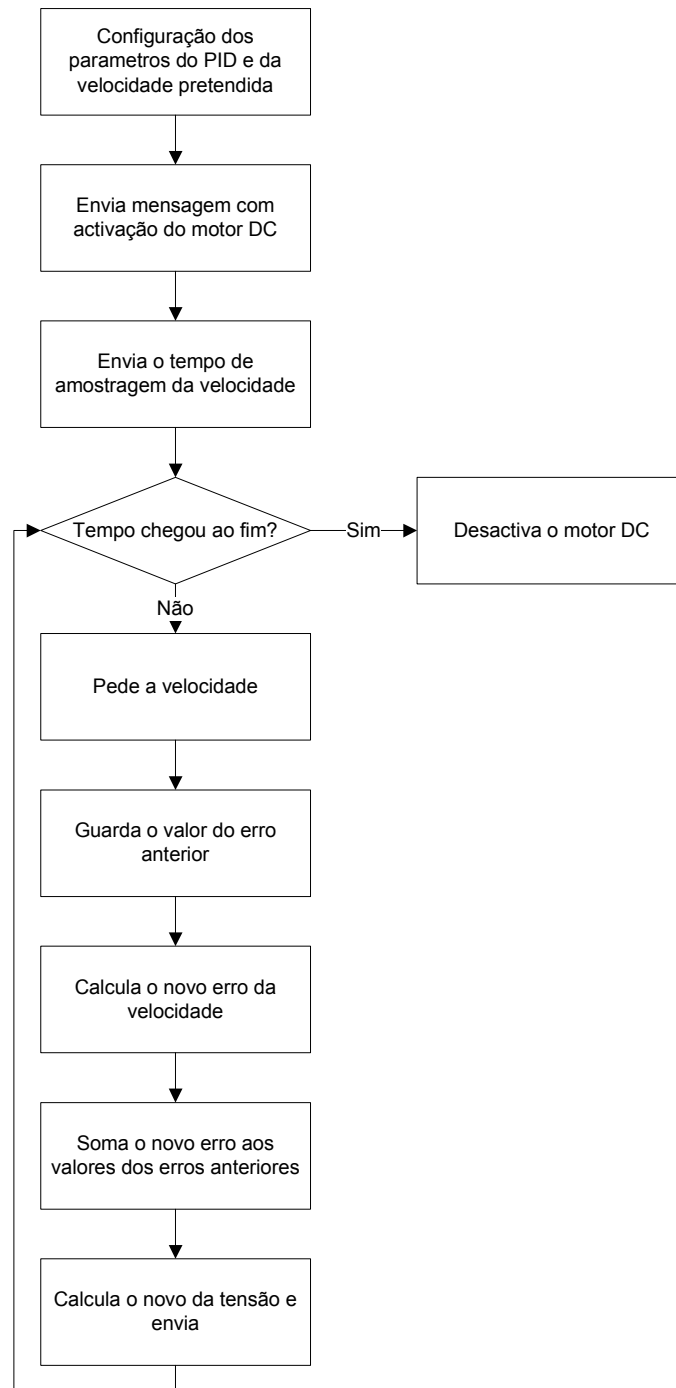 Configuração dos
parametros do PID e da
velocidade pretendida
Envia mensagem com
activação do motor DC
Envia o tempo de
amostragem da velocidade
Tempo chegou ao fim?
Sim
Desactiva o motor DC
Não
Pede a velocidade
Guarda o valor do erro
anterior
Calcula o novo erro da
velocidade
Soma o novo erro aos
valores dos erros anteriores
Calcula o novo da tensão e
envia